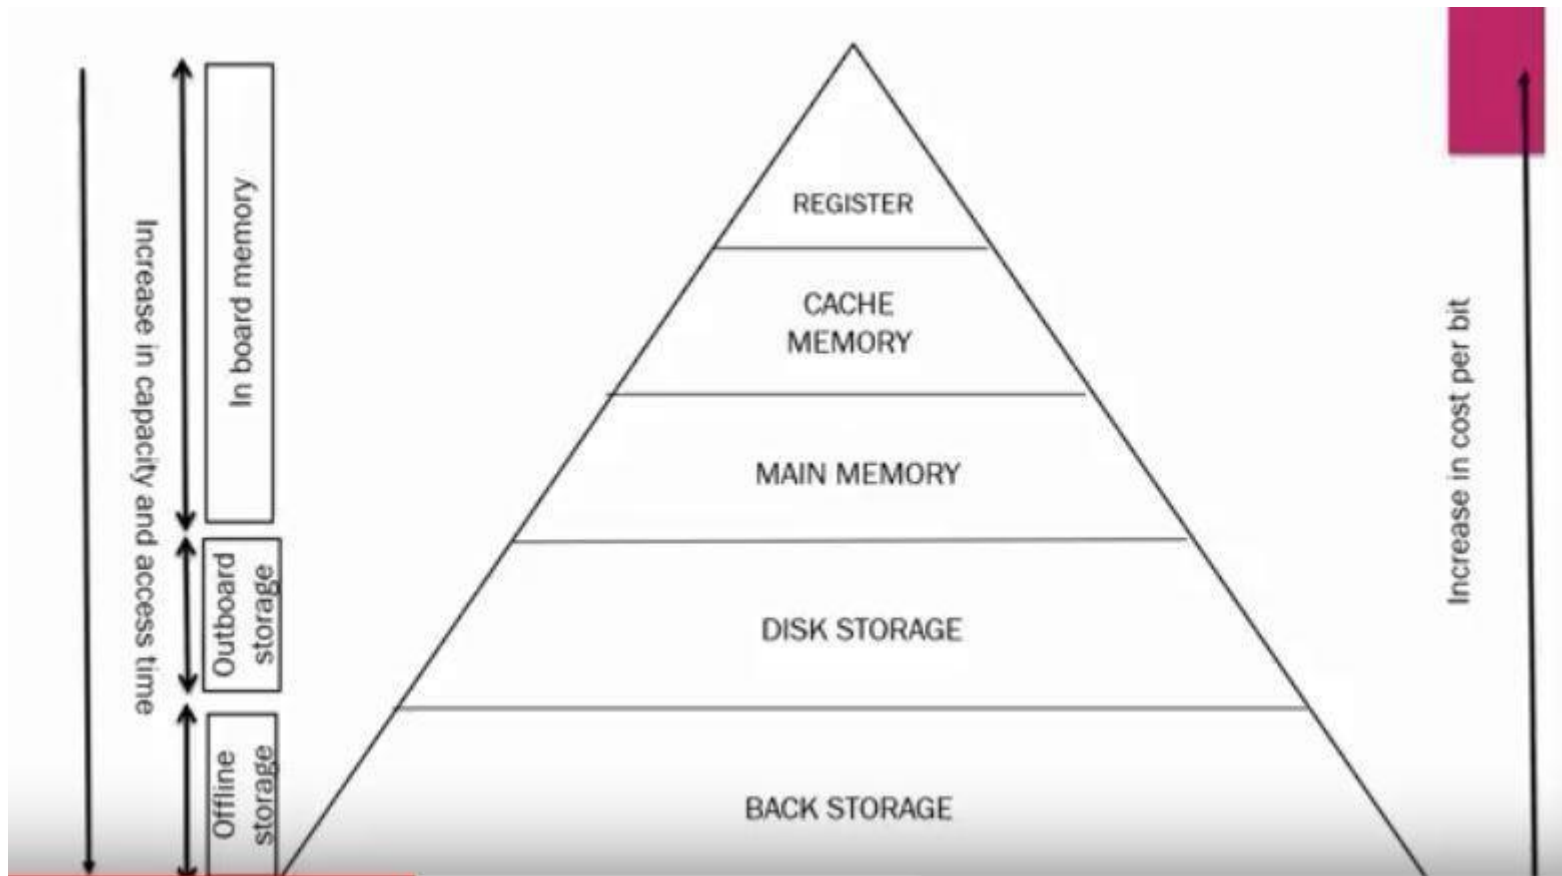 Increase in capacity and access time
In board memory
Outboard
storage
Offline
storage
REGISTER
CACHE
MEMORY
MAIN MEMORY
DISK STORAGE
BACK STORAGE
Increase in cost per bit